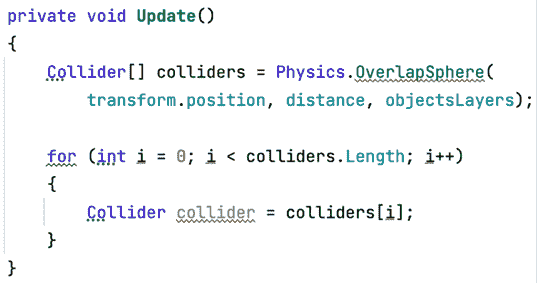 private void Update()
{
    Collider[] colliders = Physics.OverlapSphere(
        transform.position, distance, objectsLayers);

    for (int i = 0; i < colliders.Length; i++)
    {
        Collider collider = colliders[i];
    }
}